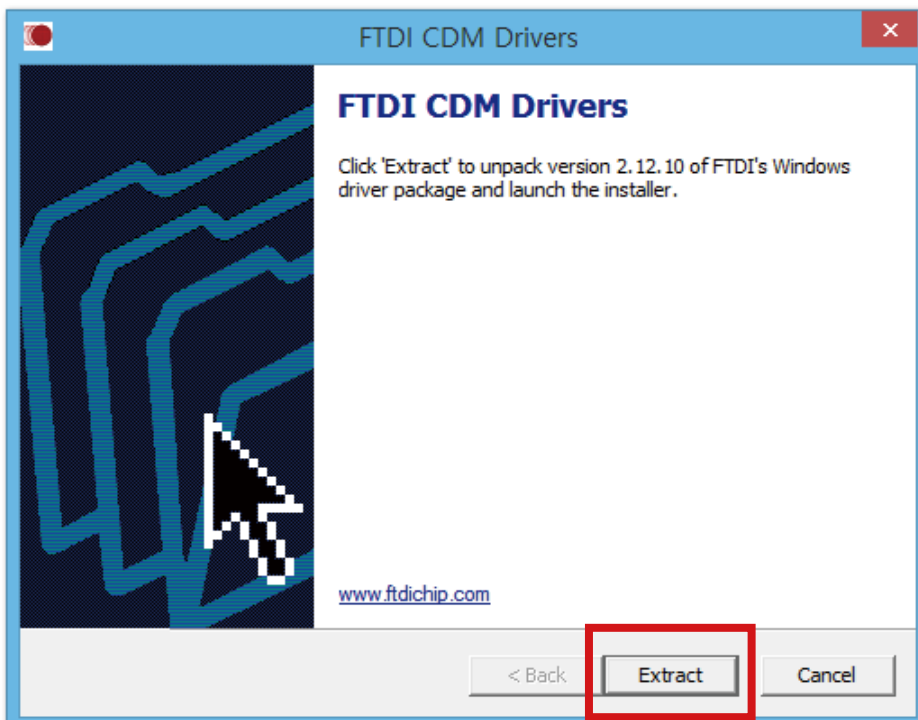 FTDI CDM Drivers
FTDI CDM Drivers
Click 'Extract' to unpack version 2.12.10 of FTDI's Windows
driver package and launch the installer.
www.ftdichip.com
< Back Extract Cancel